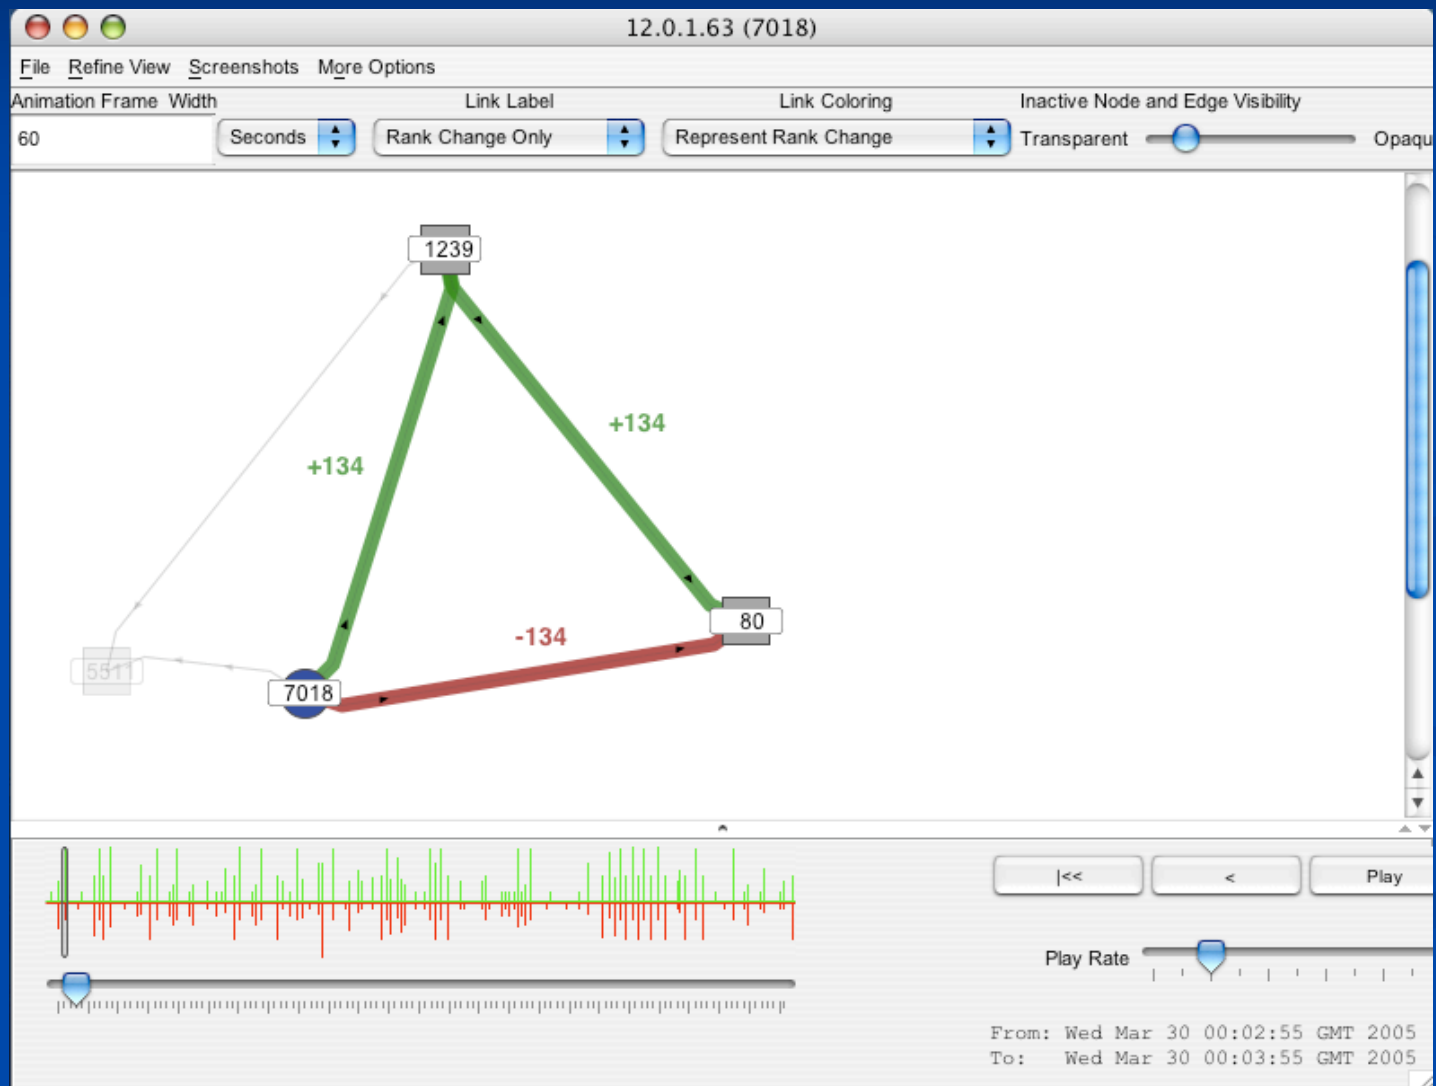 12.0.1.63 (7018)
File Refine View Screenshots More Options
Animation Frame Width Link Label Link Coloring Inactive Node and Edge Visibility
60 Seconds Rank Change Only Represent Rank Change Transparent Opaqu
1239
+134
+134
80
-134
5511
7018
|<< < Play
Play Rate
From: Wed Mar 30 00:02:55 GMT 2005
To: Wed Mar 30 00:03:55 GMT 2005